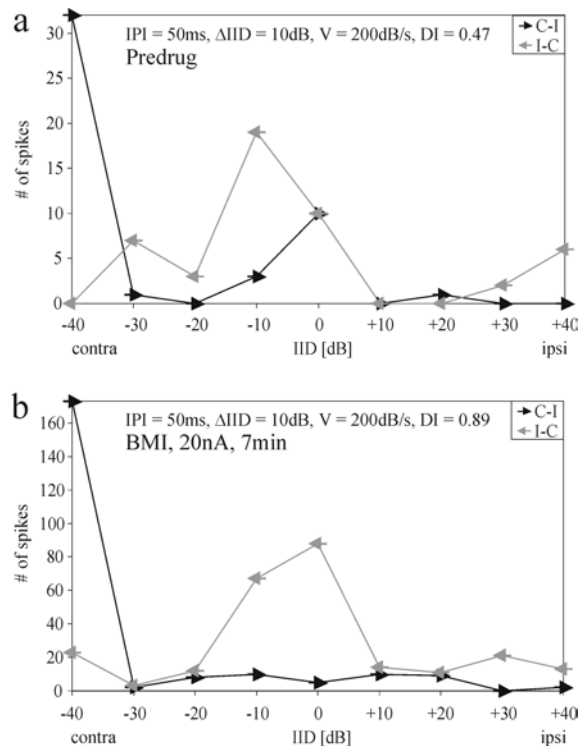 a
IPI = 50ms, ΔIID = 10dB, V = 200dB/s, DI = 0.47
Predrug
C-I
I-C
# of spikes
30
25
20
15
10
5
0
-40 -30 -20 -10 0 +10 +20 +30 +40
contra IID [dB] ipsi
b
IPI = 50ms, ΔIID = 10dB, V = 200dB/s, DI = 0.89
BMI, 20nA, 7min
C-I
I-C
# of spikes
160
140
120
100
80
60
40
20
0
-40 -30 -20 -10 0 +10 +20 +30 +40
contra IID [dB] ipsi